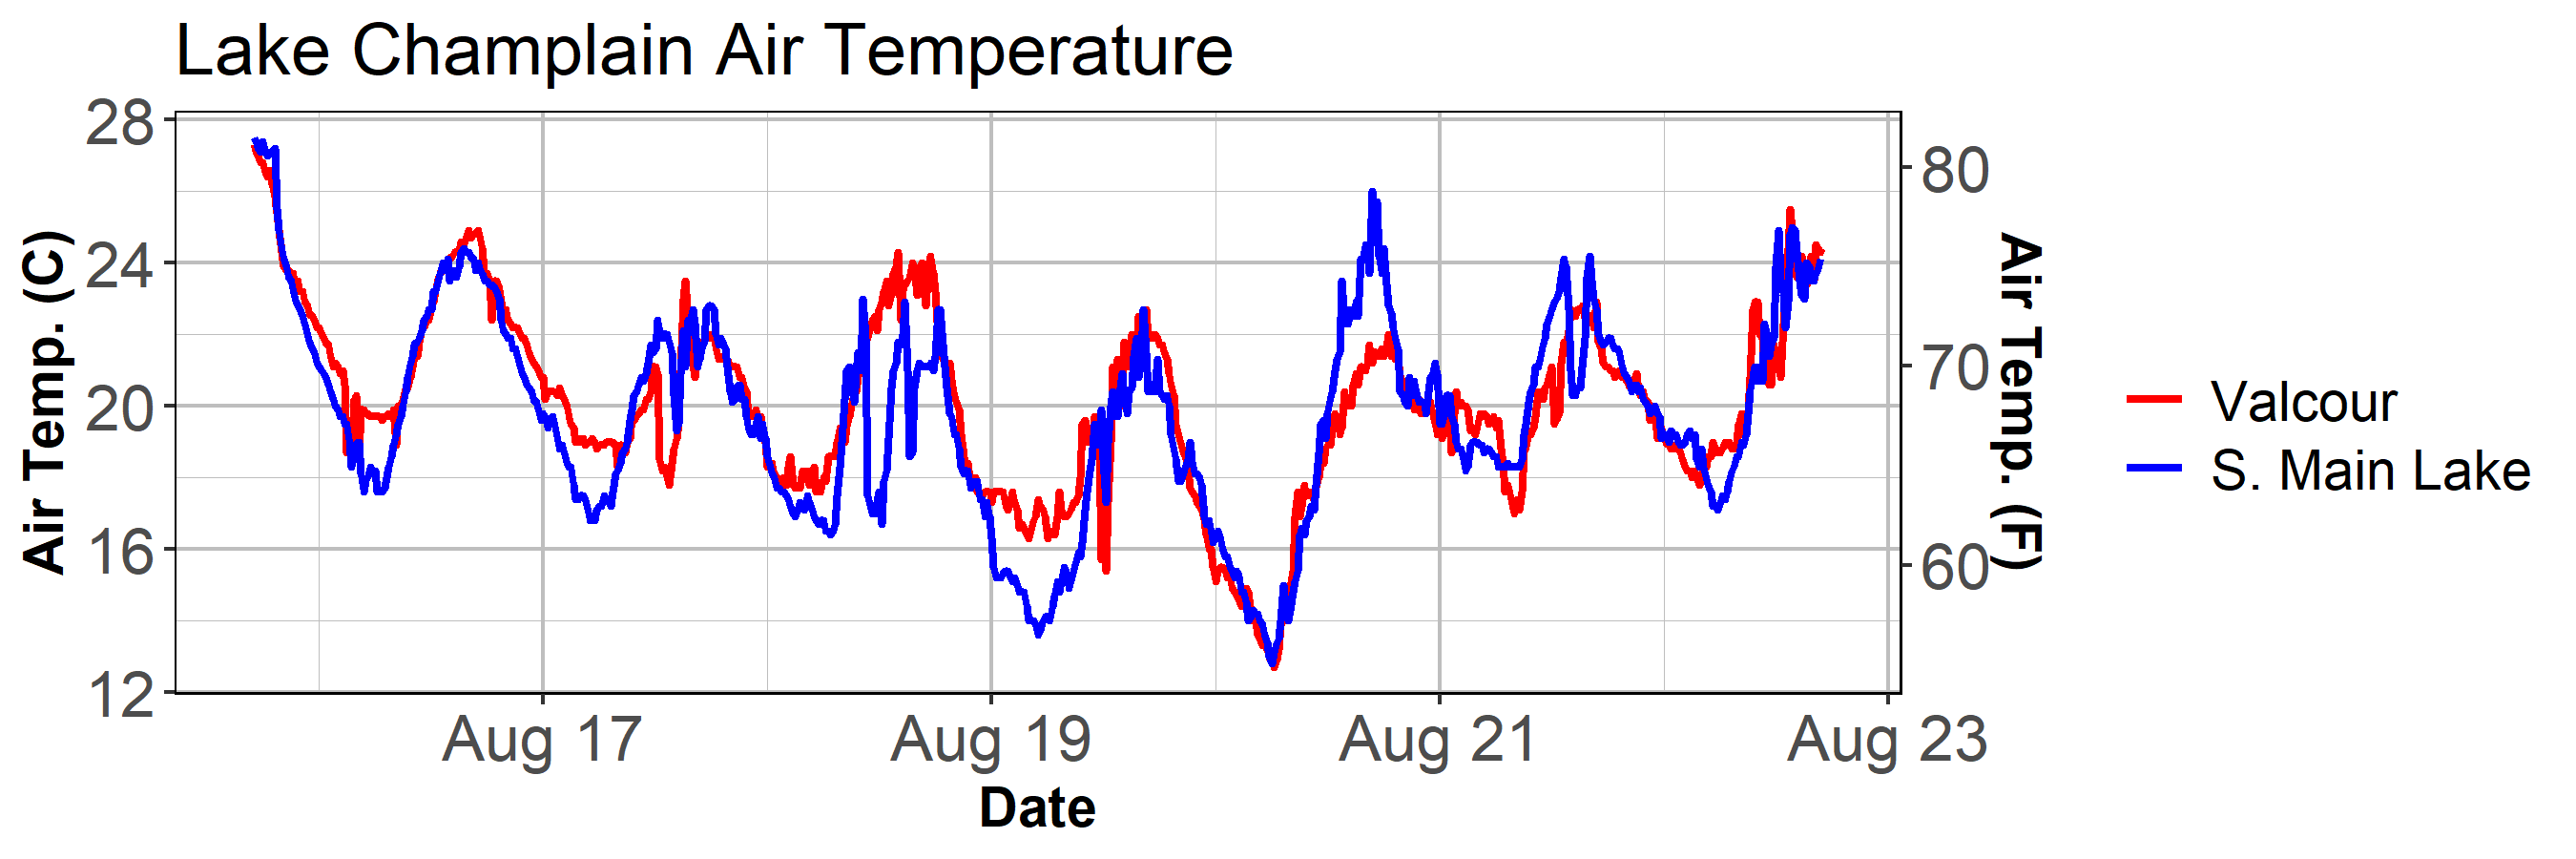 Lake Champlain Air Temperature
28
24
20
16
12
Air Temp. (C)
80
70
60
Air Temp. (F)
Aug 17
Aug 19
Aug 21
Aug 23
Date
Valcour
S. Main Lake